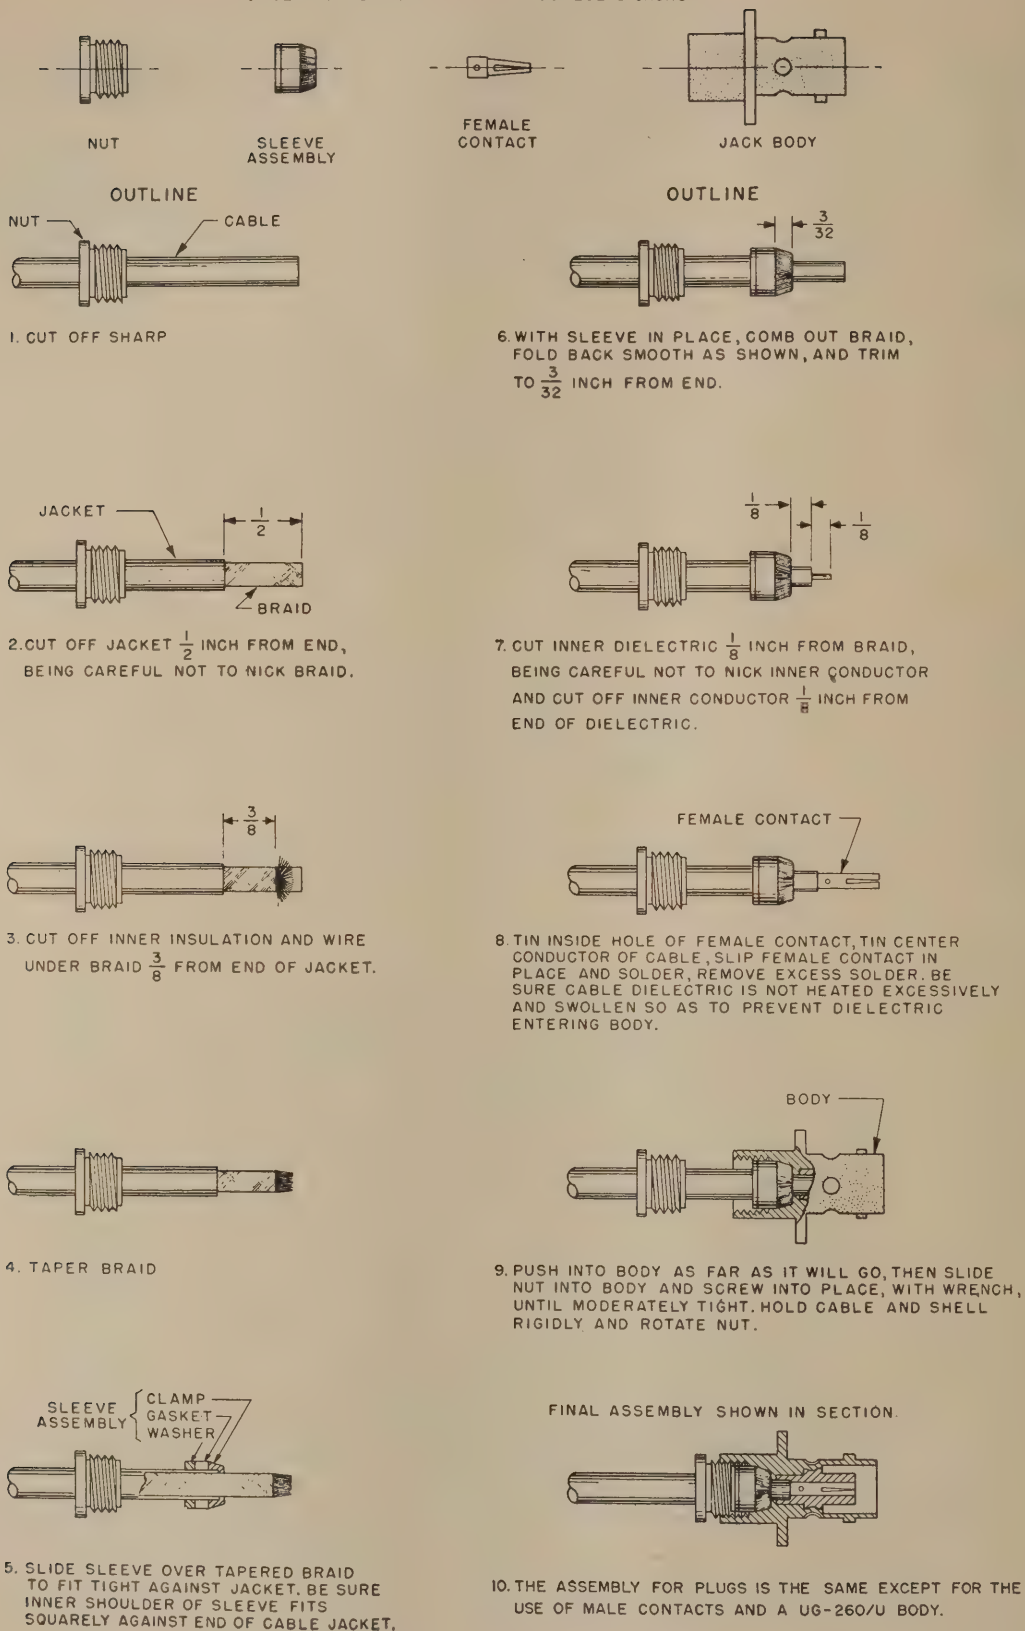 NUT
SLEEVE
ASSEMBLY
FEMALE
CONTACT
JACK BODY
OUTLINE
NUT
CABLE
1. CUT OFF SHARP
JACKET
1/2
BRAID
2. CUT OFF JACKET 1/2 INCH FROM END,
BEING CAREFUL NOT TO NICK BRAID.
3/8
3. CUT OFF INNER INSULATION AND WIRE
UNDER BRAID 3/8 FROM END OF JACKET.
4. TAPER BRAID
SLEEVE
ASSEMBLY
CLAMP
GASKET
WASHER
5. SLIDE SLEEVE OVER TAPERED BRAID
TO FIT TIGHT AGAINST JACKET. BE SURE
INNER SHOULDER OF SLEEVE FITS
SQUARELY AGAINST END OF CABLE JACKET.
OUTLINE
3/32
6. WITH SLEEVE IN PLACE, COMB OUT BRAID,
FOLD BACK SMOOTH AS SHOWN, AND TRIM
TO 3/32 INCH FROM END.
1/8
1/8
7. CUT INNER DIELECTRIC 1/8 INCH FROM BRAID,
BEING CAREFUL NOT TO NICK INNER CONDUCTOR
AND CUT OFF INNER CONDUCTOR 1/8 INCH FROM
END OF DIELECTRIC.
FEMALE CONTACT
8. TIN INSIDE HOLE OF FEMALE CONTACT, TIN CENTER
CONDUCTOR OF CABLE, SLIP FEMALE CONTACT IN
PLACE AND SOLDER, REMOVE EXCESS SOLDER. BE
SURE CABLE DIELECTRIC IS NOT HEATED EXCESSIVELY
AND SWOLLEN SO AS TO PREVENT DIELECTRIC
ENTERING BODY.
BODY
9. PUSH INTO BODY AS FAR AS IT WILL GO, THEN SLIDE
NUT INTO BODY AND SCREW INTO PLACE, WITH WRENCH,
UNTIL MODERATELY TIGHT. HOLD CABLE AND SHELL
RIGIDLY AND ROTATE NUT.
FINAL ASSEMBLY SHOWN IN SECTION.
10. THE ASSEMBLY FOR PLUGS IS THE SAME EXCEPT FOR THE
USE OF MALE CONTACTS AND A UG-260/U BODY.